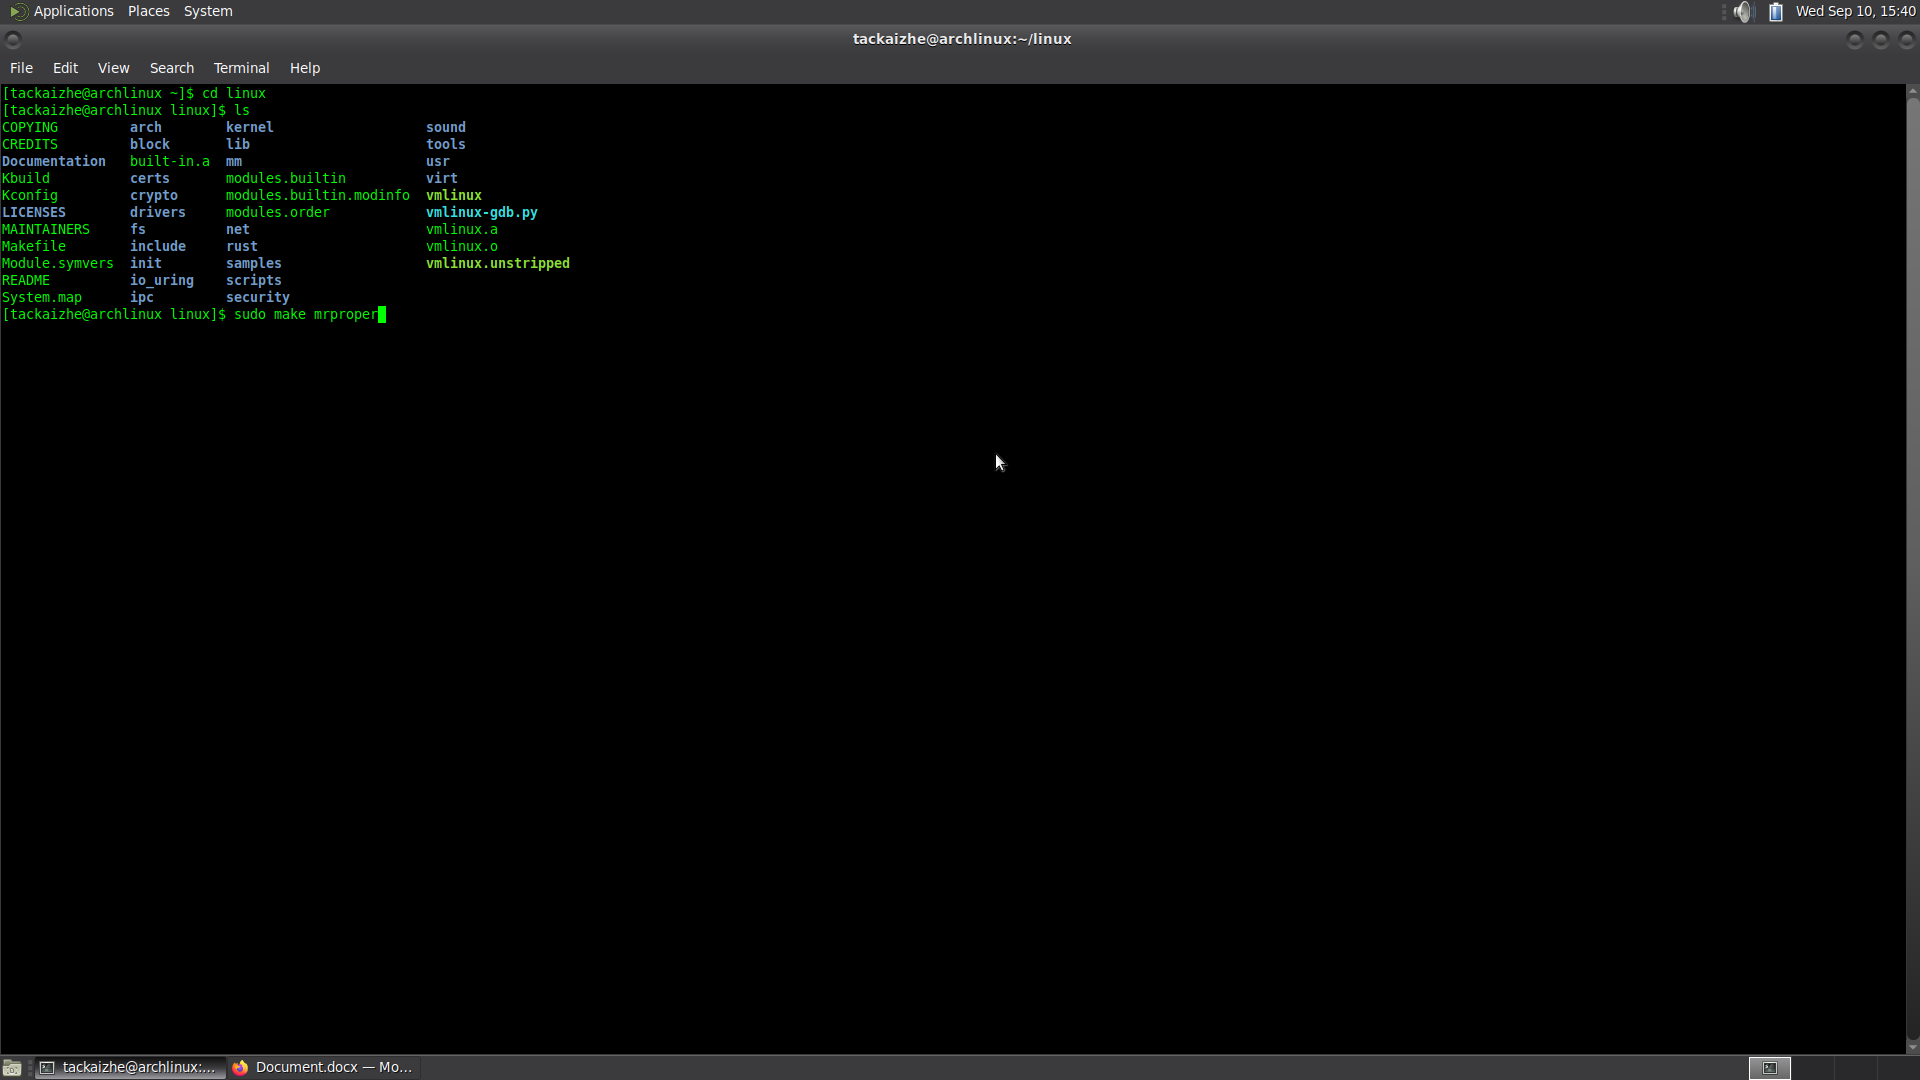 Applications Places System Wed Sep 10, 15:40
tackaizhe@archlinux:~/linux
File Edit View Search Terminal Help
[tackaizhe@archlinux ~]$ cd linux
[tackaizhe@archlinux linux]$ ls
COPYING arch kernel sound
CREDITS block lib tools
Documentation built-in.a mm usr
Kbuild certs modules.builtin virt
Kconfig crypto modules.builtin.modinfo vmlinux
LICENSES drivers modules.order vmlinux-gdb.py
MAINTAINERS fs net vmlinux.a
Makefile include rust vmlinux.o
Module.symvers init samples vmlinux.unstripped
README io_uring scripts
System.map ipc security
[tackaizhe@archlinux linux]$ sudo make mrproper
tackaizhe@archlinux:... Document.docx — Mo...